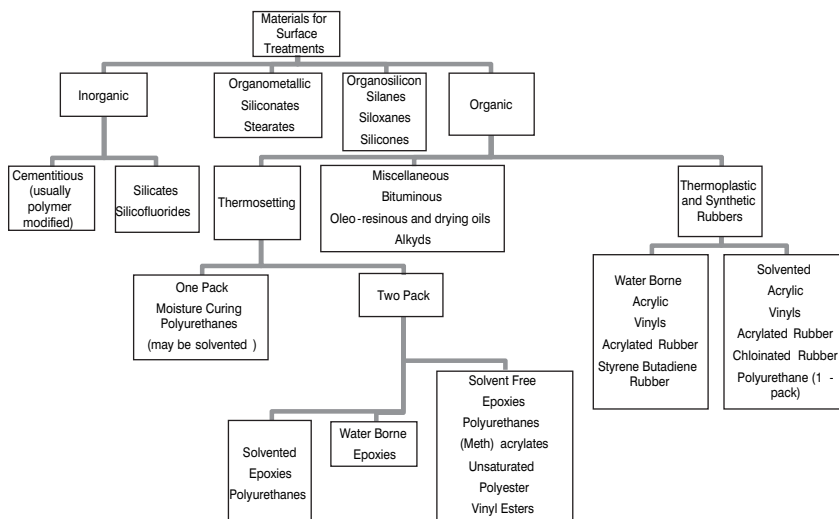 Materials for
Surface
Treatments
Inorganic
Organometallic
Siliconates
Stearates
Organosilicon
Silanes
Siloxanes
Silicones
Organic
Cementitious
(usually
polymer
modified)
Silicates
Silicofluorides
Thermosetting
Miscellaneous
Bituminous
Oleo-resinous and drying oils
Alkyds
Thermoplastic
and Synthetic
Rubbers
One Pack
Moisture Curing
Polyurethanes
(may be solvented )
Two Pack
Water Borne
Acrylic
Vinyls
Acrylated Rubber
Styrene Butadiene
Rubber
Solvented
Acrylic
Vinyls
Acrylated Rubber
Chloinated Rubber
Polyurethane (1 -
pack)
Solvented
Epoxies
Polyurethanes
Water Borne
Epoxies
Solvent Free
Epoxies
Polyurethanes
(Meth) acrylates
Unsaturated
Polyester
Vinyl Esters